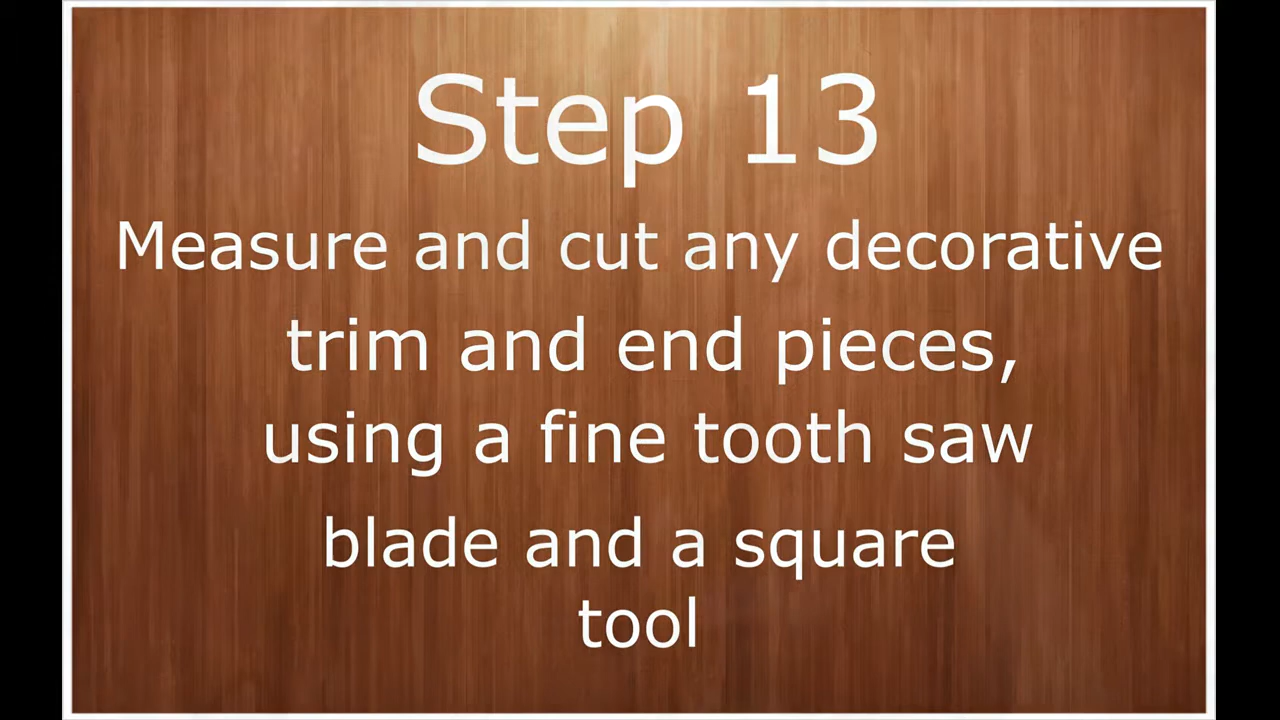 Step 13
Measure and cut any decorative
trim and end pieces,
using a fine tooth saw
blade and a square
tool